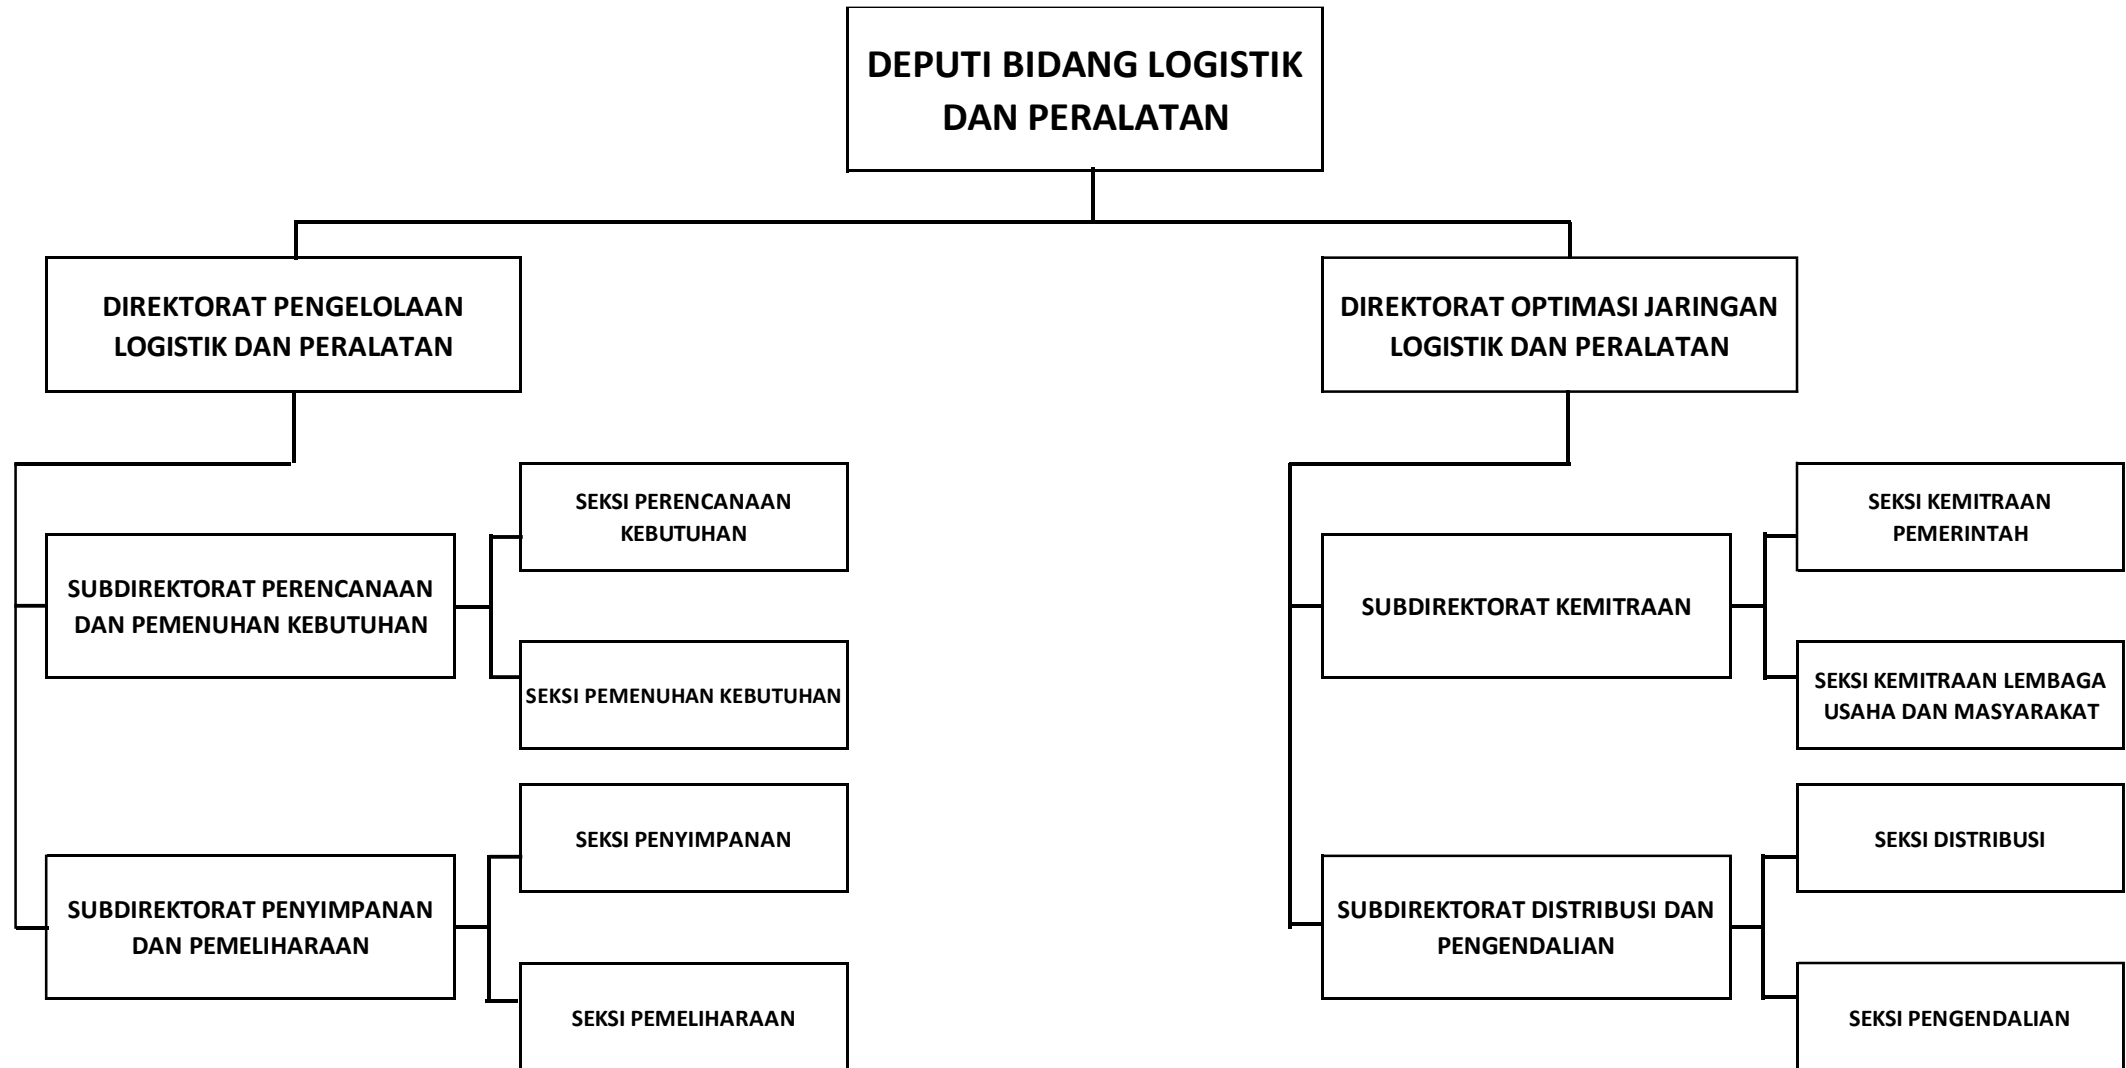 DEPUTI BIDANG LOGISTIK
DAN PERALATAN
DIREKTORAT PENGELOLAAN
LOGISTIK DAN PERALATAN
DIREKTORAT OPTIMASI JARINGAN
LOGISTIK DAN PERALATAN
SEKSI PERENCANAAN
KEBUTUHAN
SUBDIREKTORAT PERENCANAAN
DAN PEMENUHAN KEBUTUHAN
SEKSI PEMENUHAN KEBUTUHAN
SEKSI PENYIMPANAN
SUBDIREKTORAT PENYIMPANAN
DAN PEMELIHARAAN
SEKSI PEMELIHARAAN
SEKSI KEMITRAAN
PEMERINTAH
SUBDIREKTORAT KEMITRAAN
SEKSI KEMITRAAN LEMBAGA
USAHA DAN MASYARAKAT
SEKSI DISTRIBUSI
SUBDIREKTORAT DISTRIBUSI DAN
PENGENDALIAN
SEKSI PENGENDALIAN